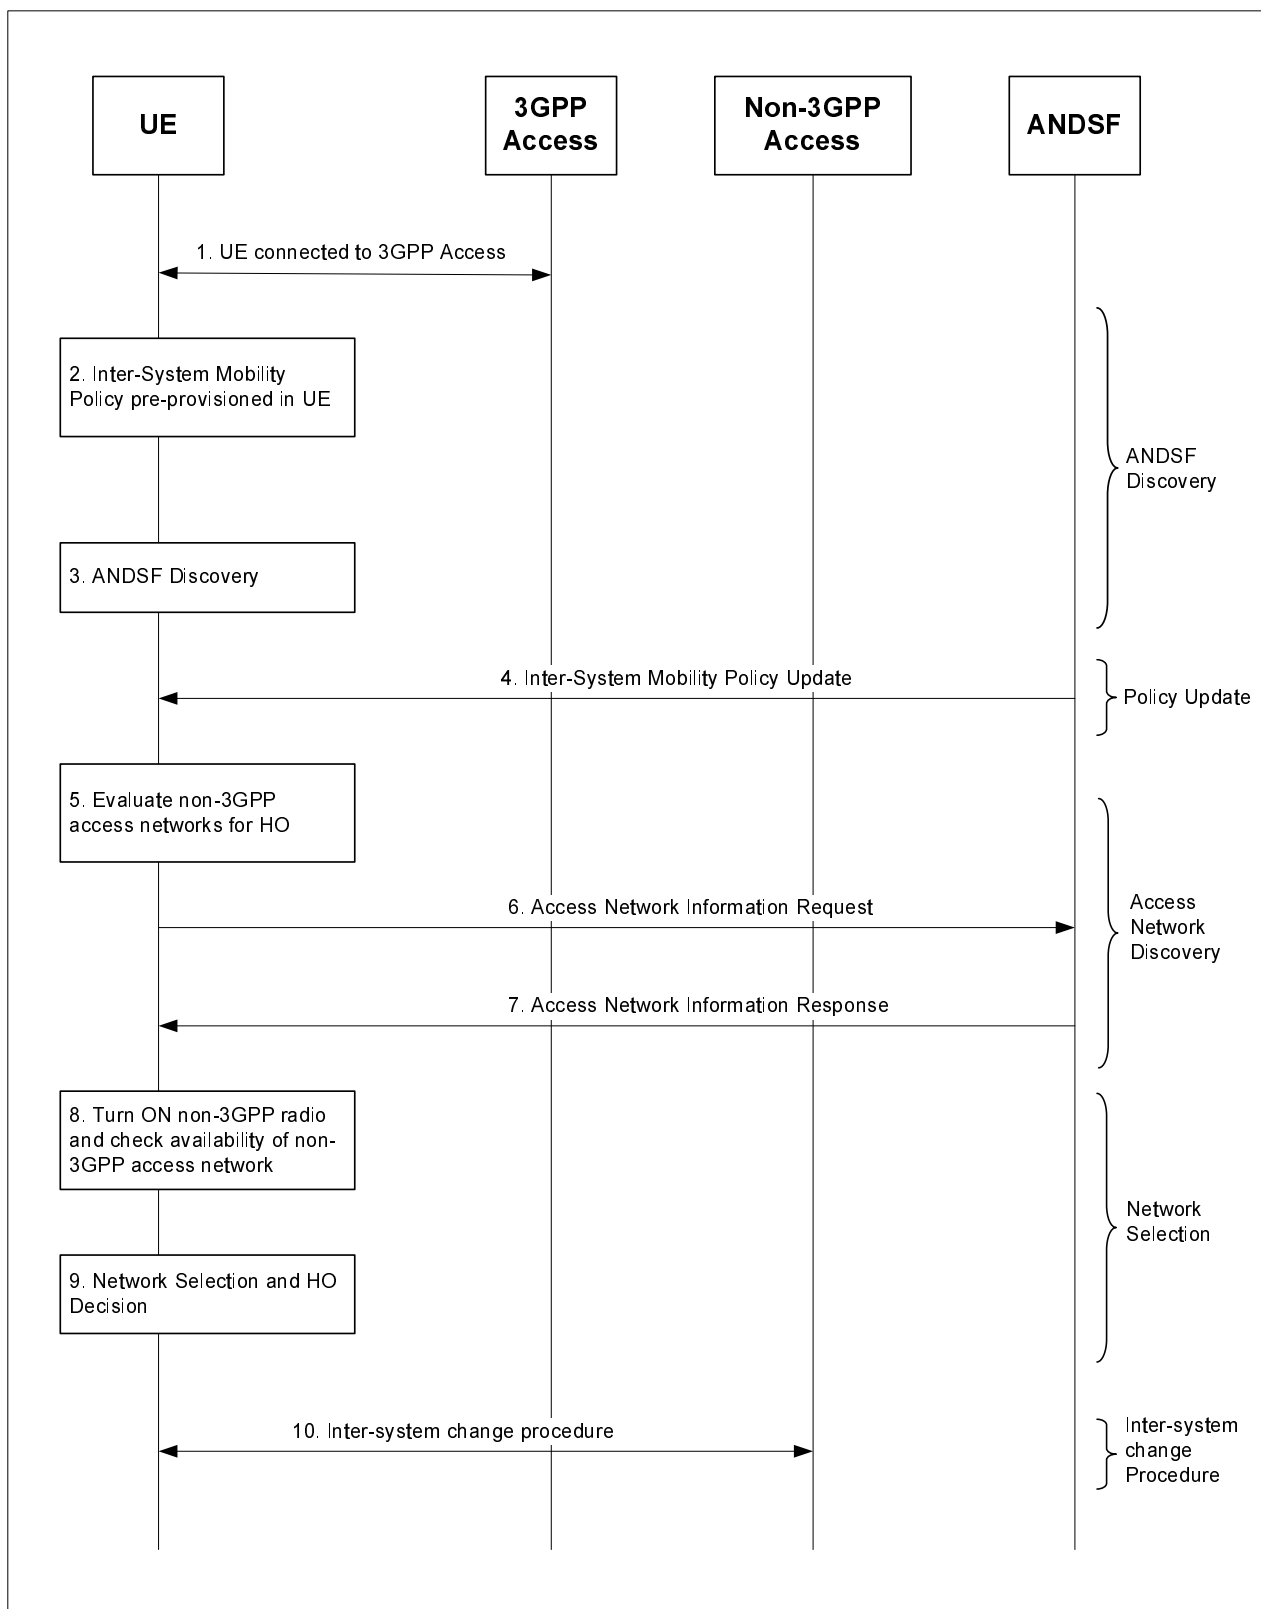 UE
3GPP
Access
Non-3GPP
Access
ANDSF
1. UE connected to 3GPP Access
2. Inter-System Mobility
Policy pre-provisioned in UE
ANDSF
Discovery
3. ANDSF Discovery
4. Inter-System Mobility Policy Update
Policy Update
5. Evaluate non-3GPP
access networks for HO
6. Access Network Information Request
Access
Network
Discovery
7. Access Network Information Response
8. Turn ON non-3GPP radio
and check availability of non-
3GPP access network
Network
Selection
9. Network Selection and HO
Decision
10. Inter-system change procedure
Inter-system
change
Procedure